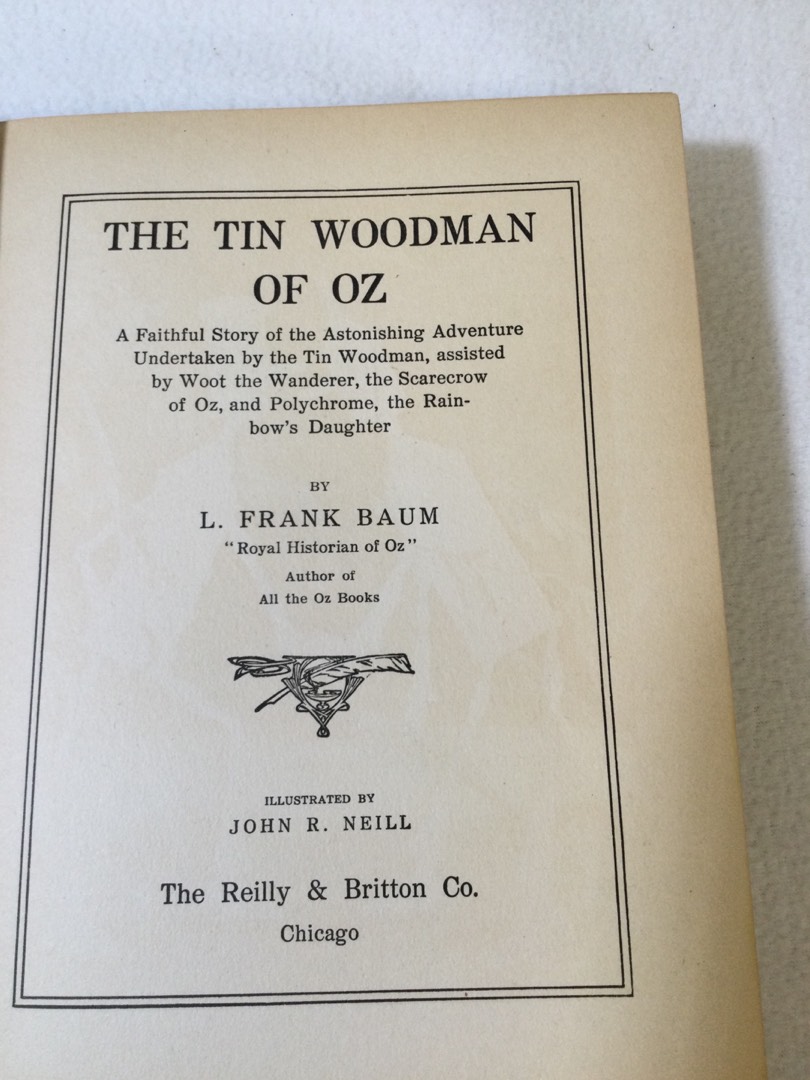 THE TIN WOODMAN
OF OZ
A Faithful Story of the Astonishing Adventure
Undertaken by the Tin Woodman, assisted
by Woot the Wanderer, the Scarecrow
of Oz, and Polychrome, the Rain-
bow's Daughter
BY
L. FRANK BAUM
"Royal Historian of Oz"
Author of
All the Oz Books
ILLUSTRATED BY
JOHN R. NEILL
The Reilly & Britton Co.
Chicago